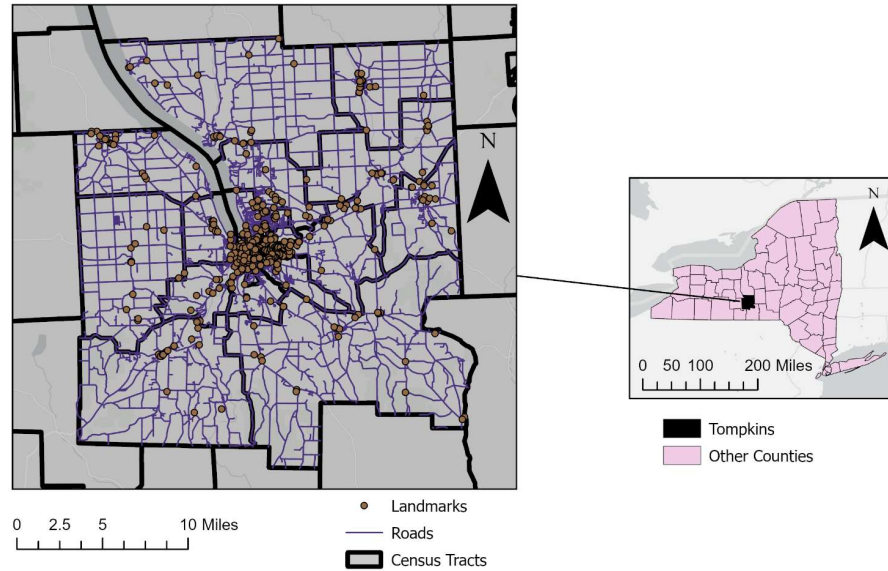 N
N
0 50 100 200 Miles
Tompkins
Other Counties
Landmarks
Roads
Census Tracts
0 2.5 5 10 Miles